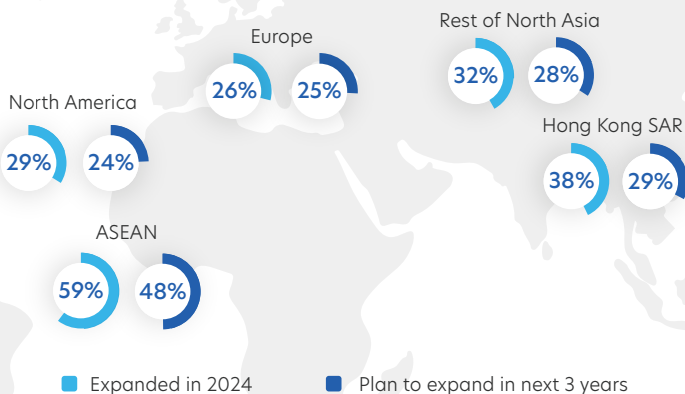 Rest of North Asia
32% 28%
Europe
26% 25%
North America
29% 24%
Hong Kong SAR
38% 29%
ASEAN
59% 48%
Expanded in 2024
Plan to expand in next 3 years